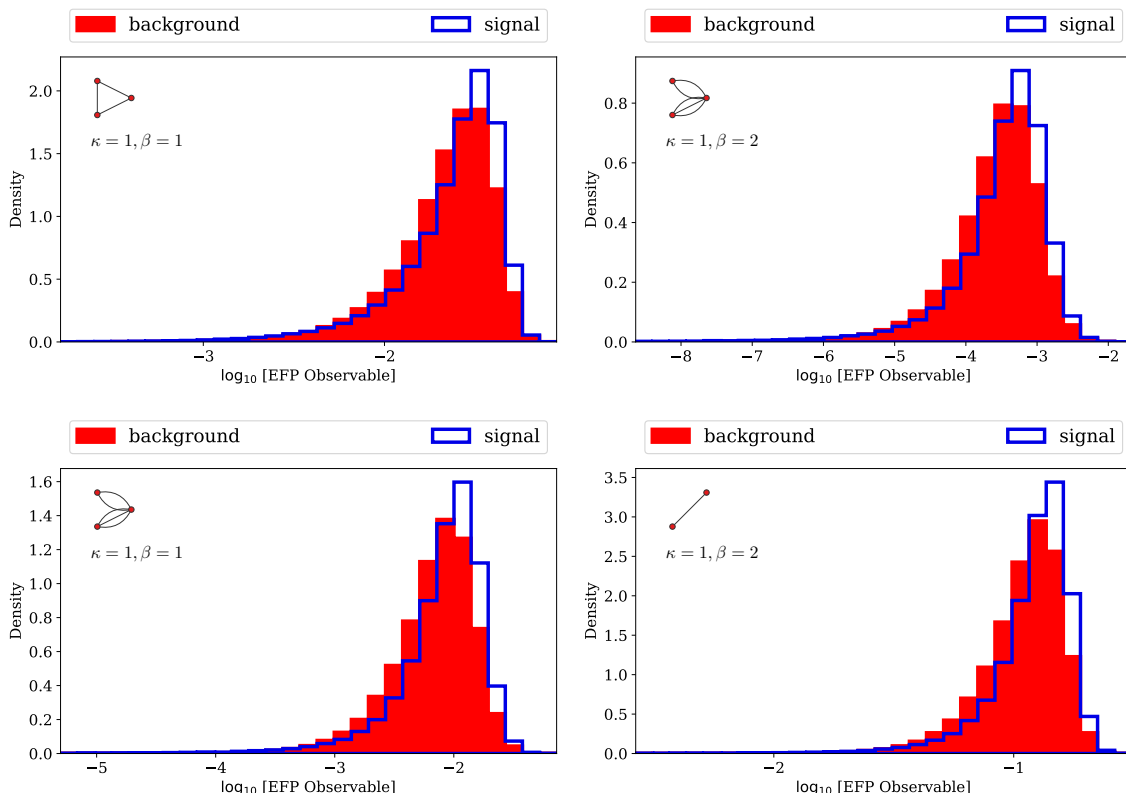 background signal
κ = 1, β = 1
Density
2.0
1.5
1.0
0.5
0.0
−3 −2
log10 [EFP Observable]
background signal
κ = 1, β = 2
Density
0.8
0.6
0.4
0.2
0.0
−8 −7 −6 −5 −4 −3 −2
log10 [EFP Observable]
background signal
κ = 1, β = 1
Density
1.6
1.4
1.2
1.0
0.8
0.6
0.4
0.2
0.0
−5 −4 −3 −2
log10 [EFP Observable]
background signal
κ = 1, β = 2
Density
3.5
3.0
2.5
2.0
1.5
1.0
0.5
0.0
−2 −1
log10 [EFP Observable]